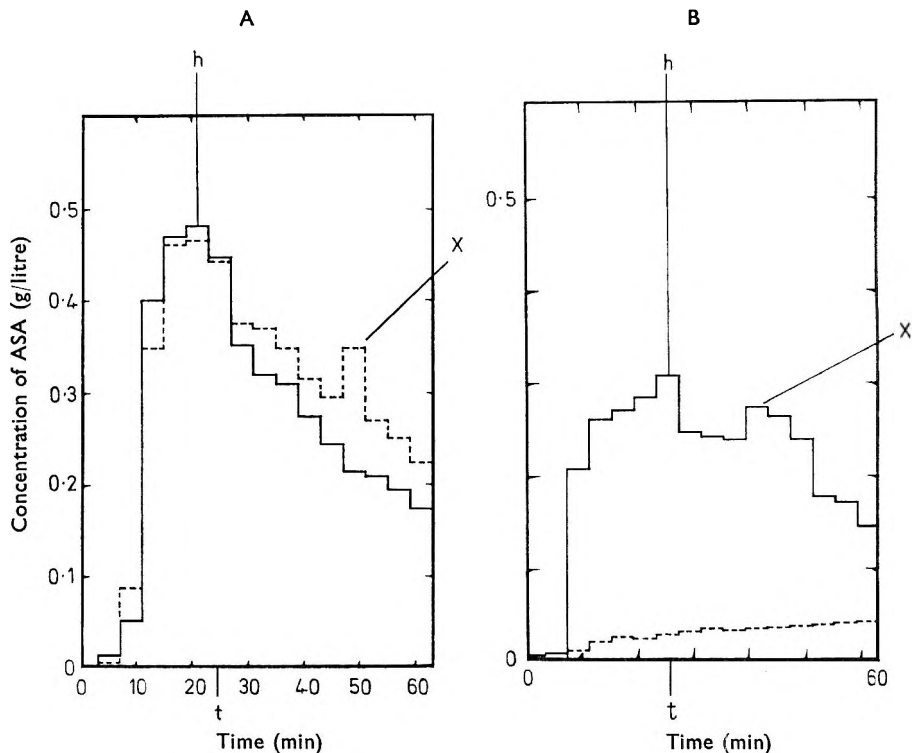 A
h
0·5
0·4
0·3
0·2
0·1
0
Concentration of ASA (g/litre)
X
0 10 20 30 40 50 60
t
Time (min)
B
h
0·5
0
X
0 60
t
Time (min)